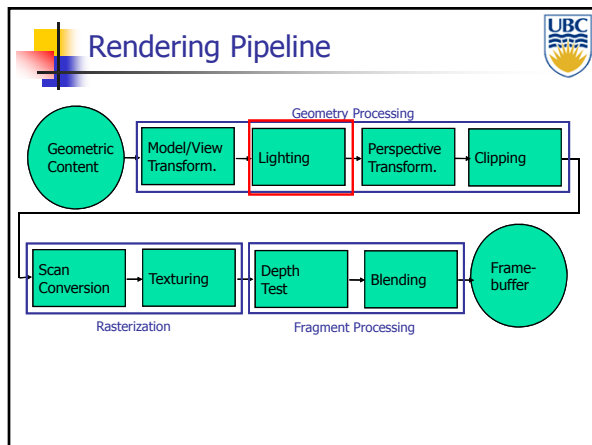 Rendering Pipeline
UBC
Geometry Processing
Geometric
Content
Model/View
Transform.
Lighting
Perspective
Transform.
Clipping
Scan
Conversion
Texturing
Depth
Test
Blending
Frame-
buffer
Rasterization
Fragment Processing